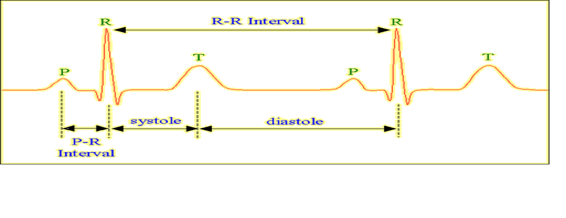 R R-R Interval R
P T P T
systole diastole
P-R
Interval